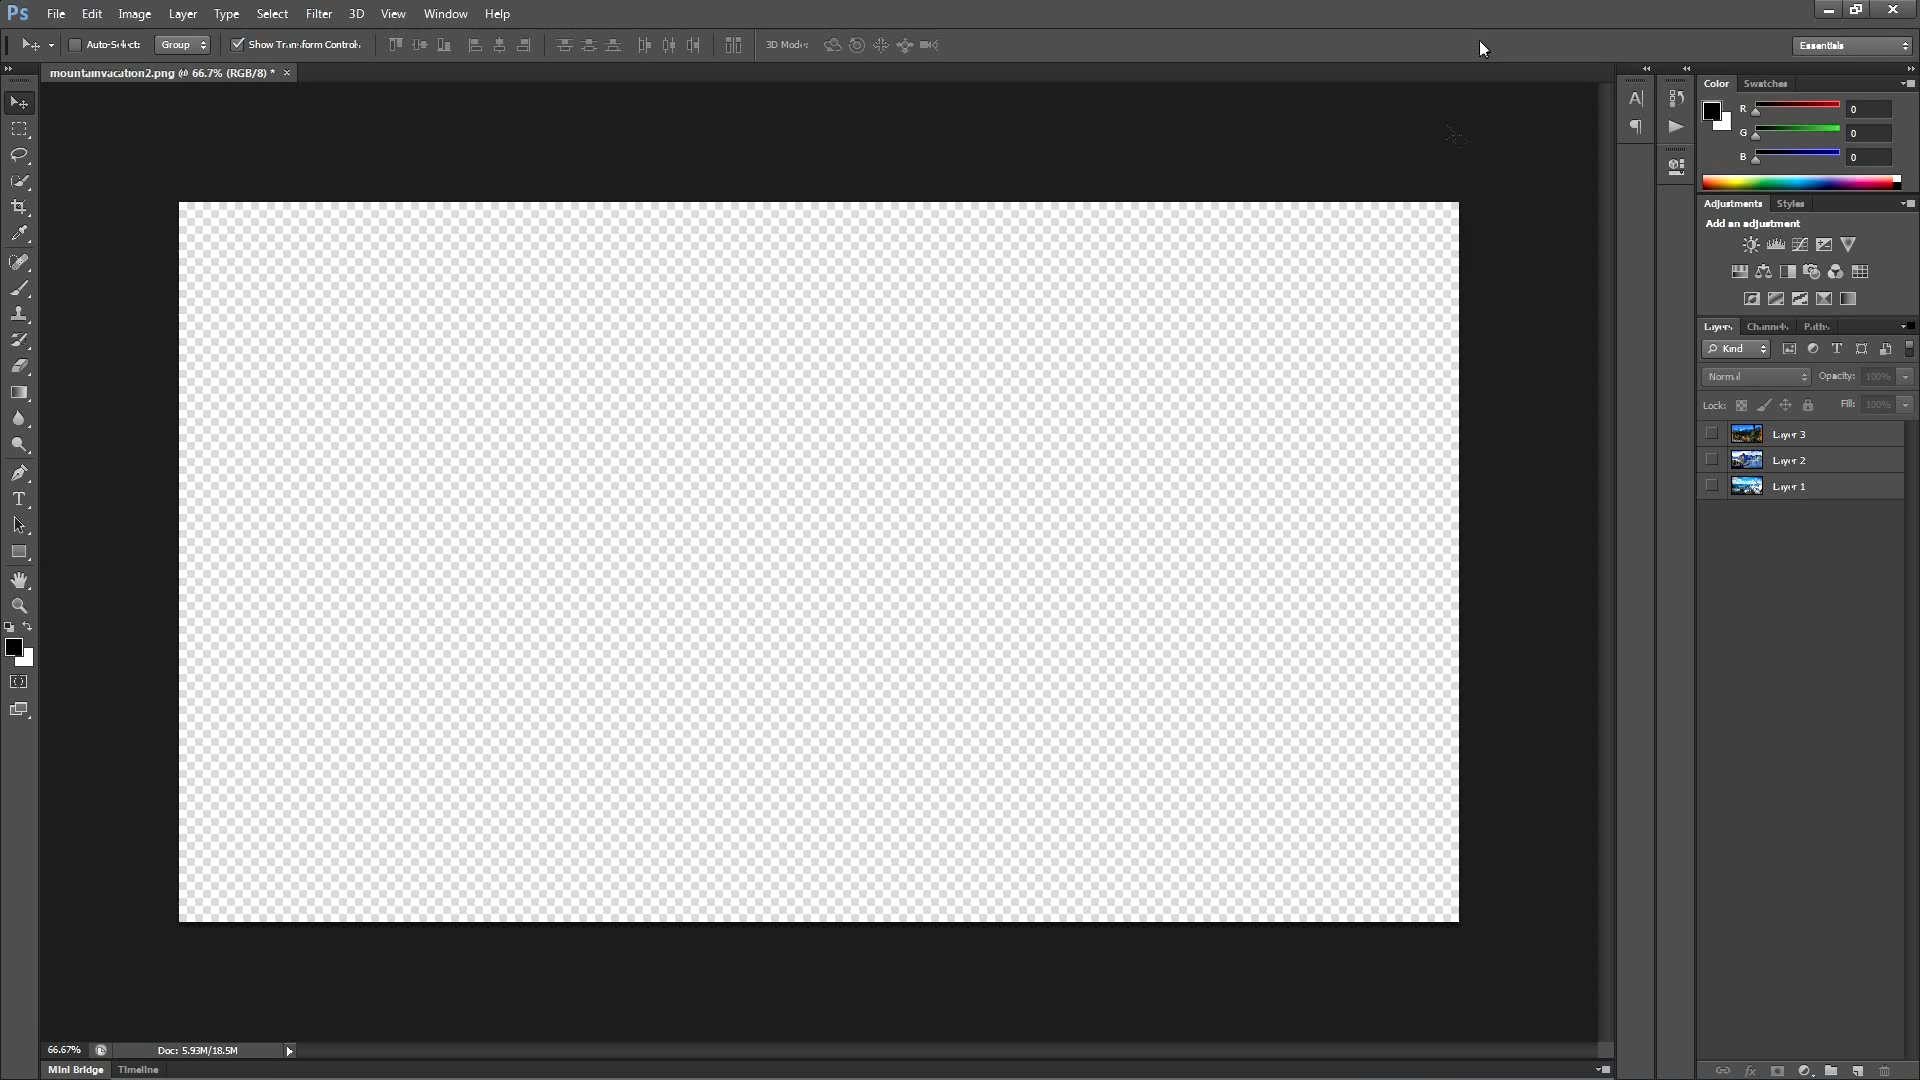 Ps File Edit Image Layer Type Select Filter 3D View Window Help
Auto-Select: Group Show Transform Controls 3D Mode: Essentials
mountainvacation2.png @ 66.7% (RGB/8) * ×
Color Swatches
R 0
G 0
B 0
Adjustments Styles
Add an adjustment
Layers Channels Paths
Kind
Normal Opacity: 100%
Lock: Fill: 100%
Layer 3
Layer 2
Layer 1
66.67% Doc: 5.93M/18.5M
Mini Bridge Timeline